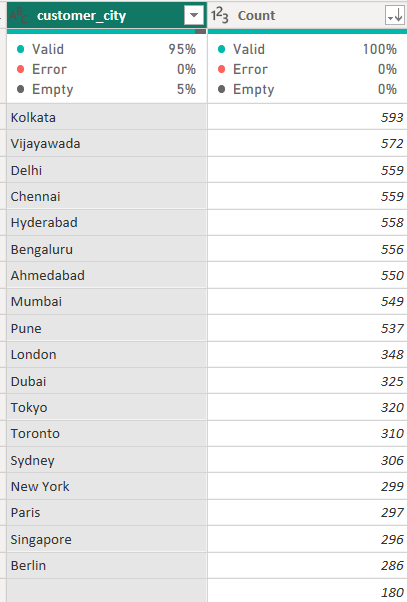 customer_city 1²3 Count
Valid 95% Valid 100%
Error 0% Error 0%
Empty 5% Empty 0%
Kolkata 593
Vijayawada 572
Delhi 559
Chennai 559
Hyderabad 558
Bengaluru 556
Ahmedabad 550
Mumbai 549
Pune 537
London 348
Dubai 325
Tokyo 320
Toronto 310
Sydney 306
New York 299
Paris 297
Singapore 296
Berlin 286
180